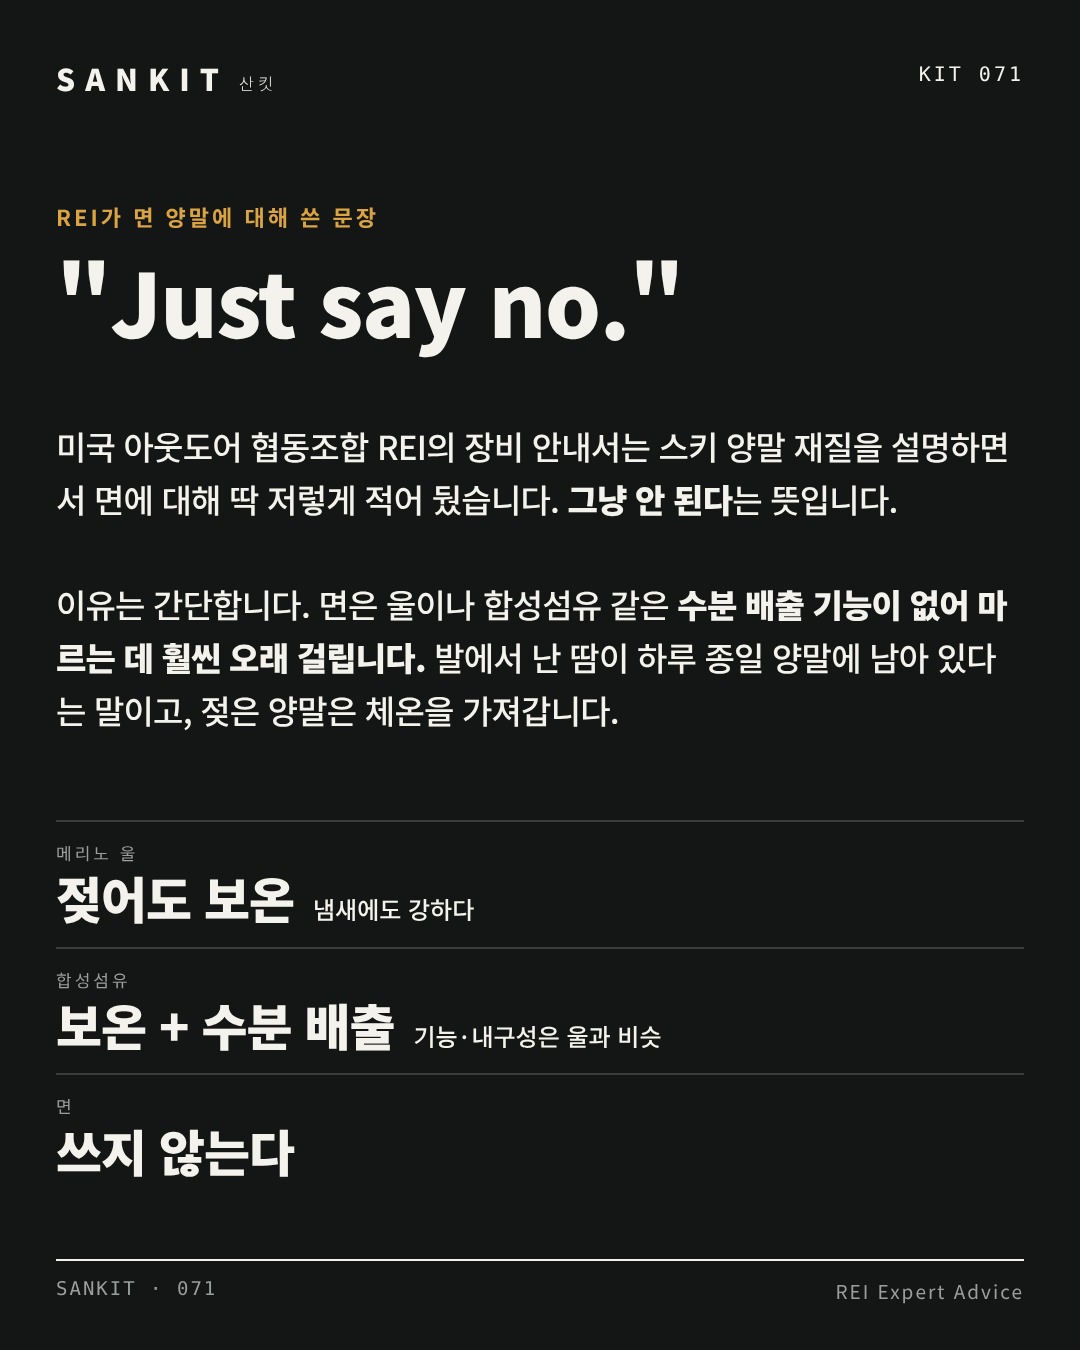 SANKIT 산킷
KIT 071
REI가 면 양말에 대해 쓴 문장
"Just say no."
미국 아웃도어 협동조합 REI의 장비 안내서는 스키 양말 재질을 설명하면
서 면에 대해 딱 저렇게 적어 뒀습니다. 그냥 안 된다는 뜻입니다.
이유는 간단합니다. 면은 울이나 합성섬유 같은 수분 배출 기능이 없어 마
르는 데 훨씬 오래 걸립니다. 발에서 난 땀이 하루 종일 양말에 남아 있다
는 말이고, 젖은 양말은 체온을 가져갑니다.
메리노 울
젖어도 보온 냄새에도 강하다
합성섬유
보온 + 수분 배출 기능·내구성은 울과 비슷
면
쓰지 않는다
SANKIT · 071
REI Expert Advice